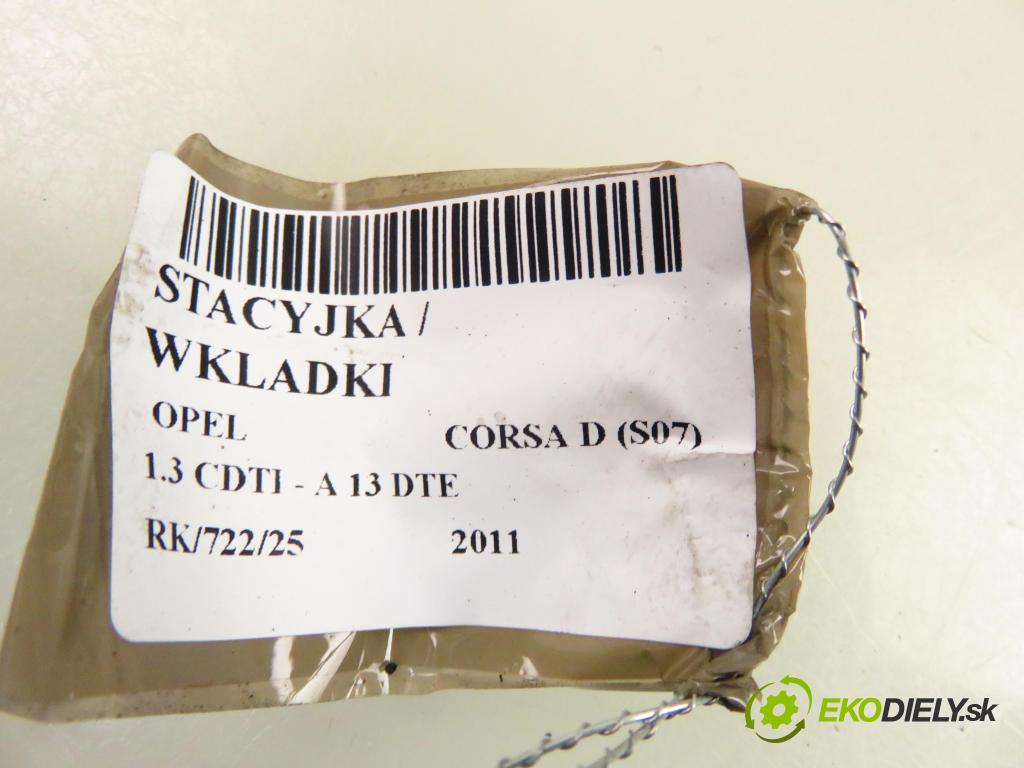 STACYJKA /
WKLADKI
OPEL CORSA D (S07)
1.3 CDTI - A 13 DTE
RK/722/25 2011
EKODIELY.sk